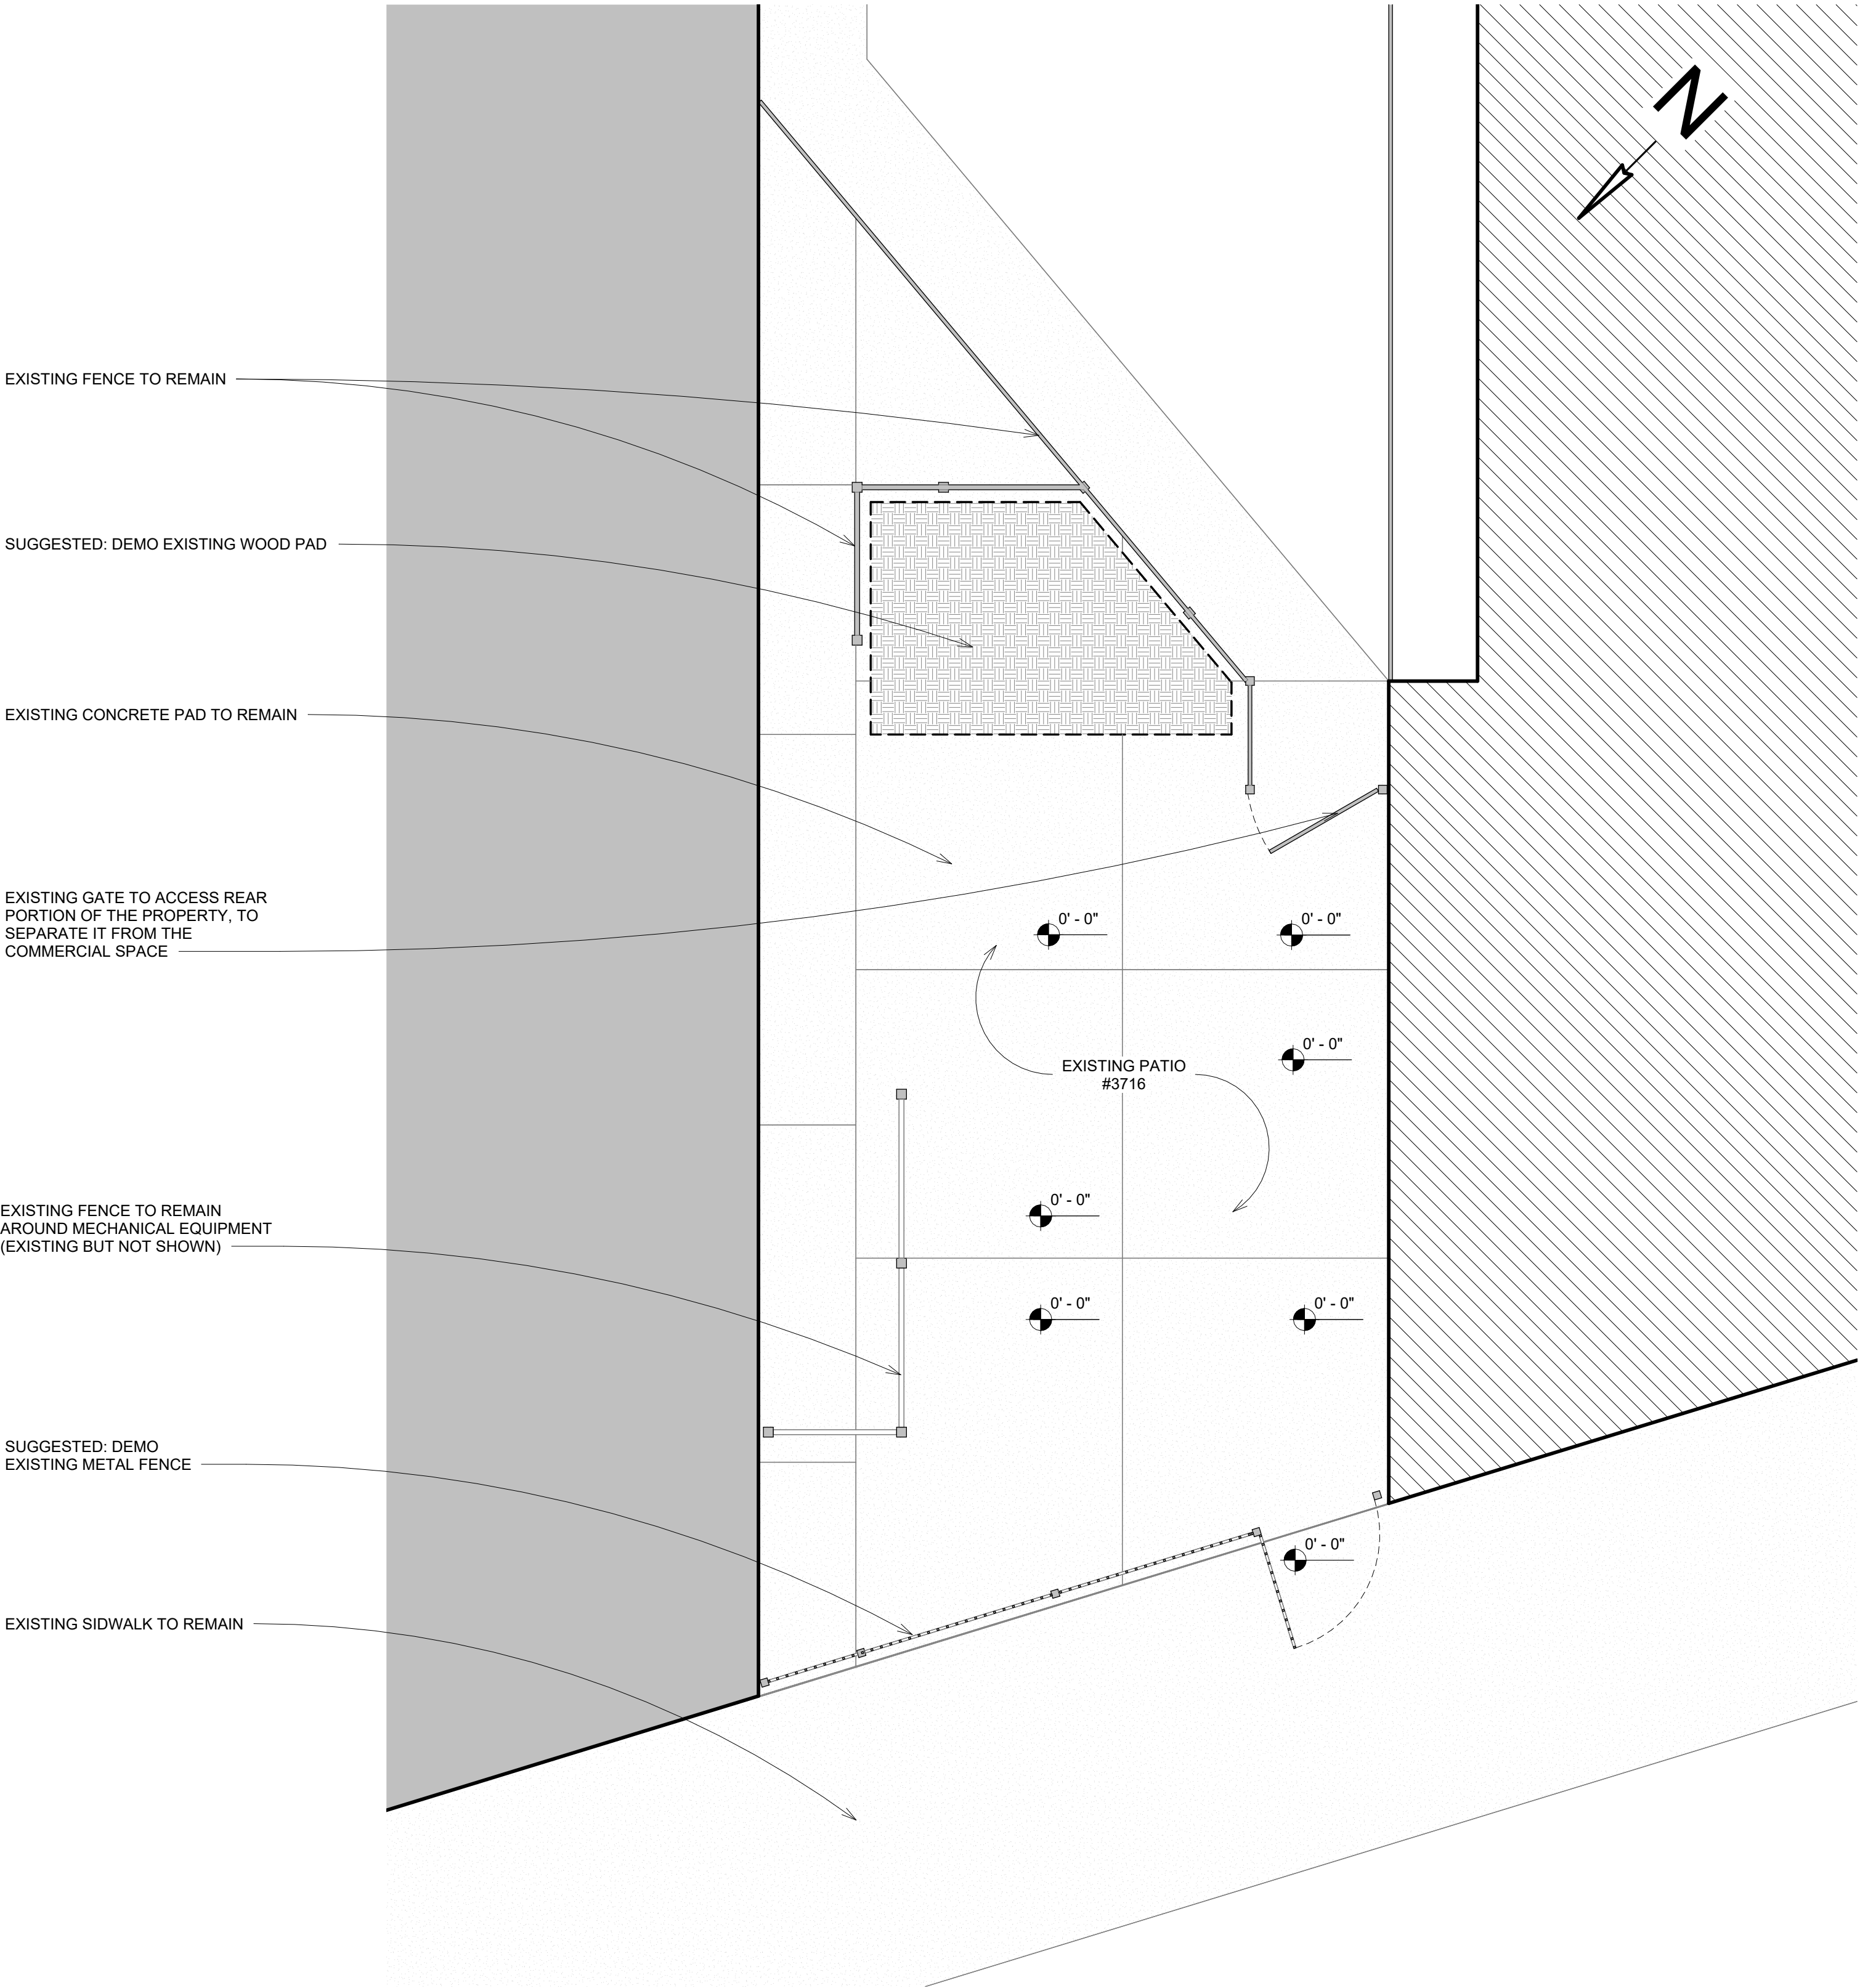 N
EXISTING FENCE TO REMAIN
SUGGESTED: DEMO EXISTING WOOD PAD
EXISTING CONCRETE PAD TO REMAIN
EXISTING GATE TO ACCESS REAR
PORTION OF THE PROPERTY, TO
SEPARATE IT FROM THE
COMMERCIAL SPACE
0' - 0"
0' - 0"
0' - 0"
EXISTING PATIO
#3716
0' - 0"
EXISTING FENCE TO REMAIN
AROUND MECHANICAL EQUIPMENT
(EXISTING BUT NOT SHOWN)
0' - 0"
0' - 0"
SUGGESTED: DEMO
EXISTING METAL FENCE
0' - 0"
EXISTING SIDWALK TO REMAIN